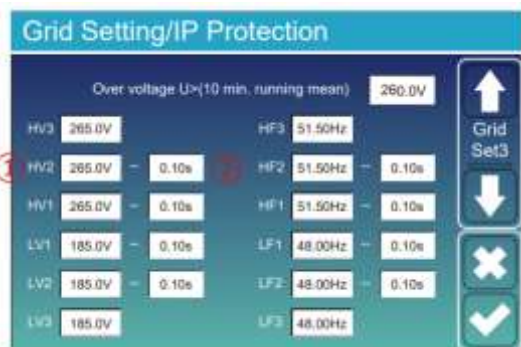 Grid Setting/IP Protection
Over voltage U>(10 min. running mean) 260.0V
HV3 265.0V HF3 51.50Hz
① HV2 265.0V – 0.10s ② HF2 51.50Hz – 0.10s
HV1 265.0V – 0.10s HF1 51.50Hz – 0.10s
LV1 185.0V – 0.10s LF1 48.00Hz – 0.10s
LV2 185.0V – 0.10s LF2 48.00Hz – 0.10s
LV3 185.0V LF3 48.00Hz
Grid
Set3